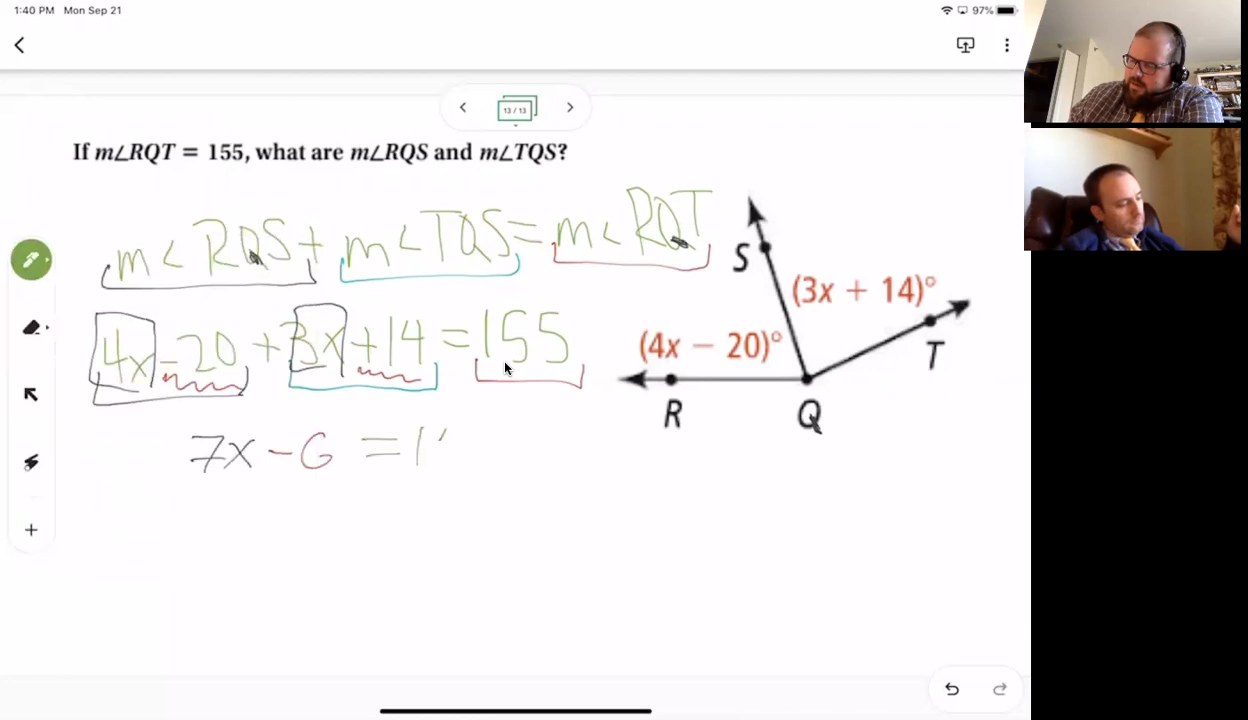 1:40 PM Mon Sep 21
97%
13 / 13
If m∠RQT = 155, what are m∠RQS and m∠TQS?
m∠RQS + m∠TQS = m∠RQT
4x - 20 + 3x + 14 = 155
7x - 6 = 1
S
(3x + 14)°
(4x − 20)°
T
R
Q